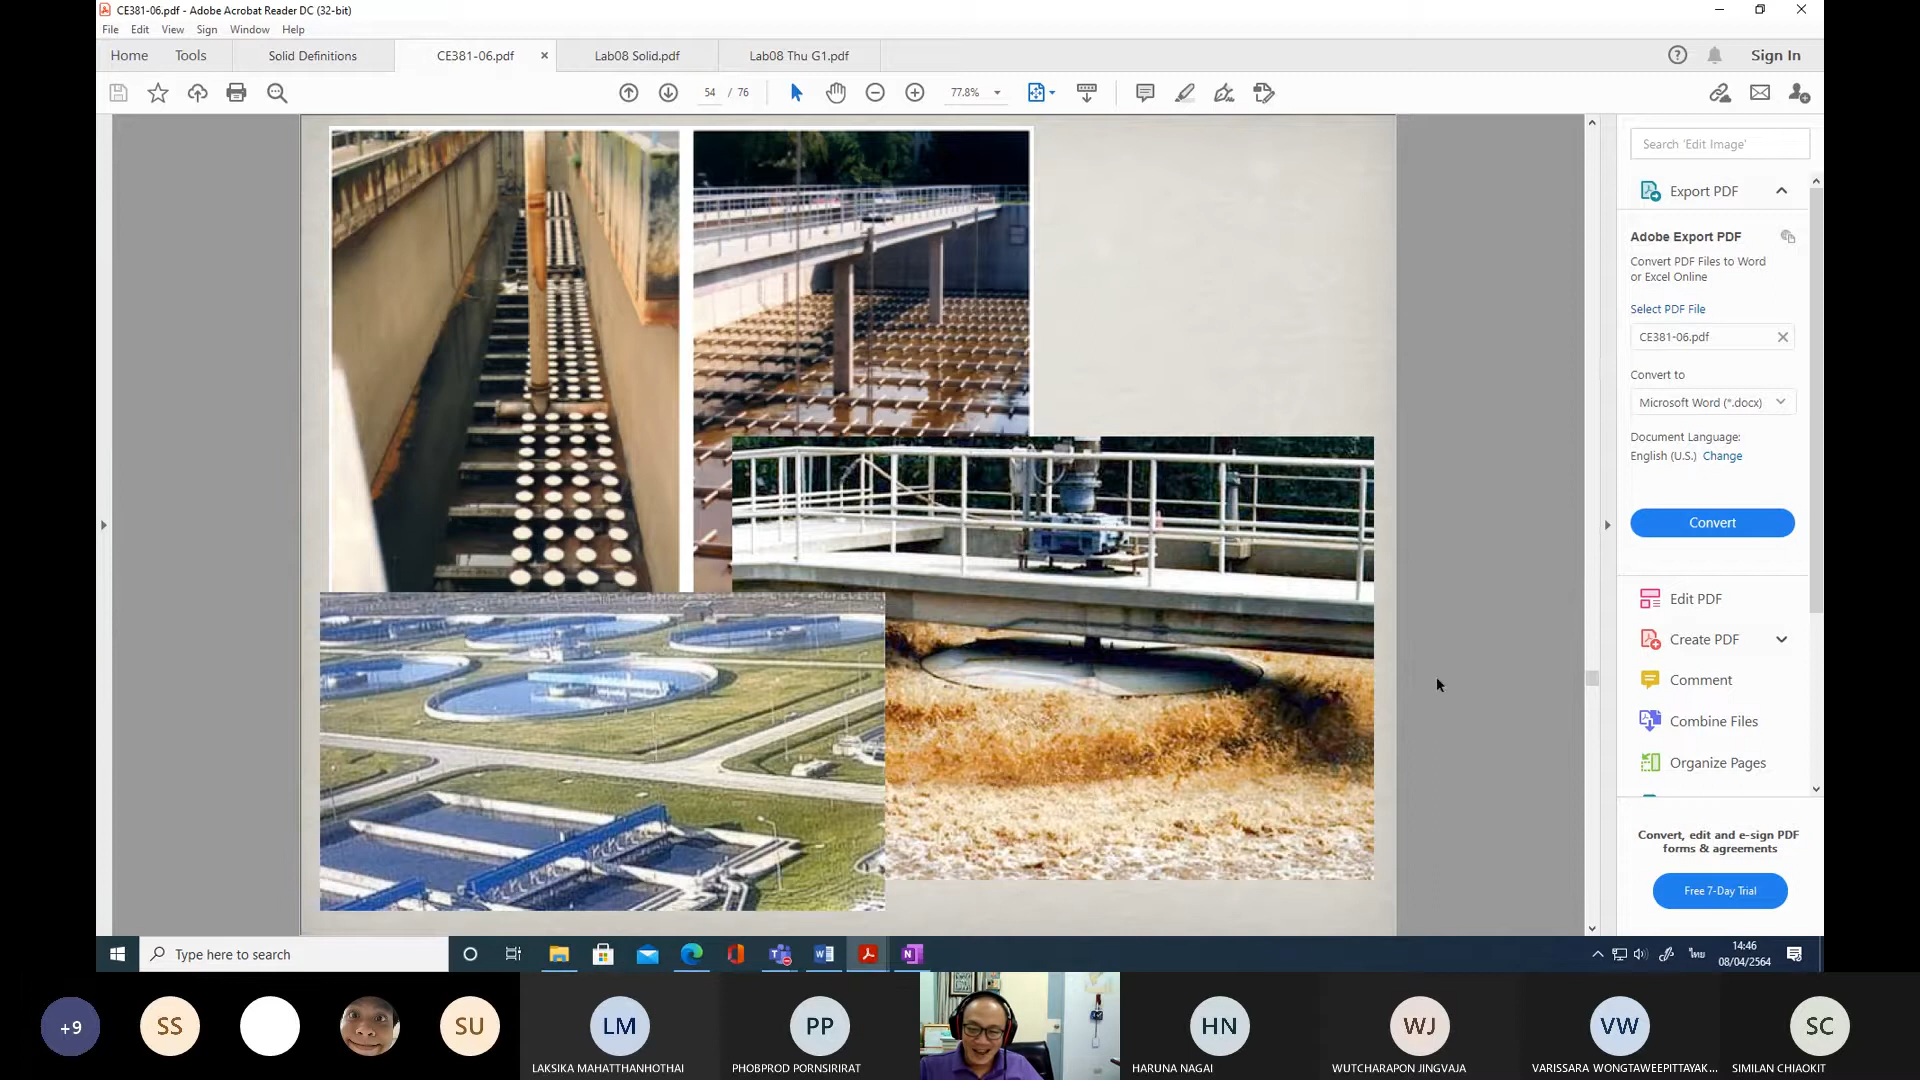 CE381-06.pdf - Adobe Acrobat Reader DC (32-bit)
File Edit View Sign Window Help
Home Tools Solid Definitions CE381-06.pdf Lab08 Solid.pdf Lab08 Thu G1.pdf Sign In
54 / 76 77.8%
Search 'Edit Image'
Export PDF
Adobe Export PDF
Convert PDF Files to Word
or Excel Online
Select PDF File
CE381-06.pdf
Convert to
Microsoft Word (*.docx)
Document Language:
English (U.S.) Change
Convert
Edit PDF
Create PDF
Comment
Combine Files
Organize Pages
Convert, edit and e-sign PDF
forms & agreements
Free 7-Day Trial
Type here to search
ไทย
14:46
08/04/2564
+9 SS SU LM PP HN WJ VW SC
LAKSIKA MAHATTHANHOTHAI PHOBPROD PORNSIRIRAT HARUNA NAGAI WUTCHARAPON JINGVAJA VARISSARA WONGTAWEEPITTAYAK... SIMILAN CHIAOKIT